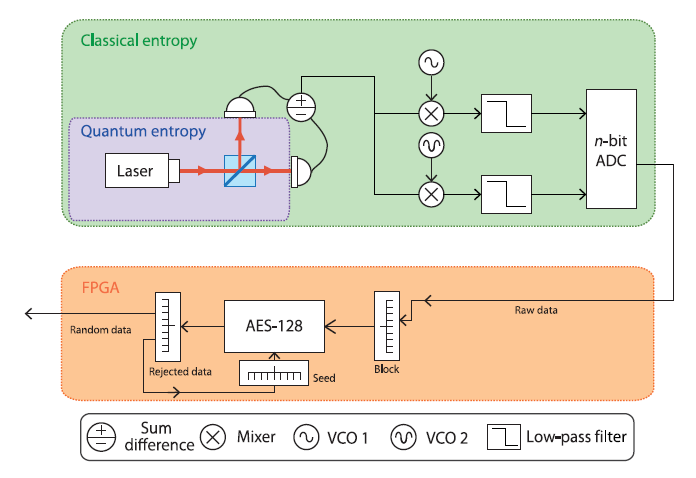 Classical entropy
Quantum entropy
Laser
n-bit
ADC
FPGA
Raw data
Random data
AES-128
Block
Rejected data
Seed
Sum
difference
Mixer
VCO 1
VCO 2
Low-pass filter